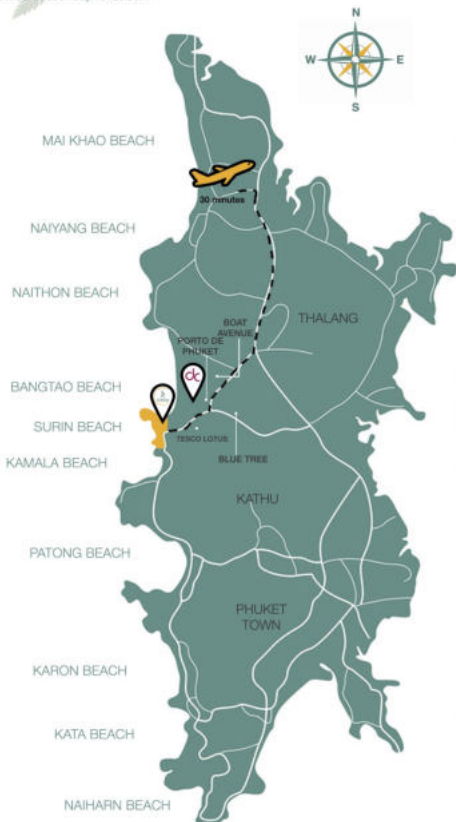 N
W
E
S
MAI KHAO BEACH
30 minutes
NAIYANG BEACH
NAITHON BEACH
THALANG
BOAT
AVENUE
PORTO DE
PHUKET
BANGTAO BEACH
dc
SURIN BEACH
TESCO LOTUS
KAMALA BEACH
BLUE TREE
KATHU
PATONG BEACH
PHUKET
TOWN
KARON BEACH
KATA BEACH
NAIHARN BEACH